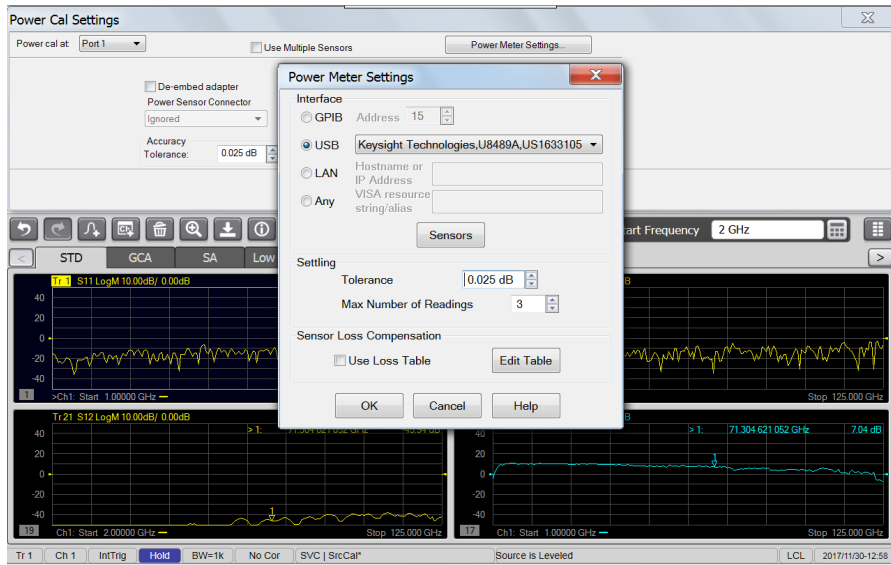 Power Cal Settings
Power cal at: Port 1
Use Multiple Sensors
Power Meter Settings...
De-embed adapter
Power Sensor Connector
Ignored
Accuracy
Tolerance: 0.025 dB
Power Meter Settings
Interface
GPIB Address 15
USB Keysight Technologies,U8489A,US1633105
LAN Hostname or IP Address
Any VISA resource string/alias
Sensors
Settling
Tolerance 0.025 dB
Max Number of Readings 3
Sensor Loss Compensation
Use Loss Table Edit Table
OK Cancel Help
art Frequency 2 GHz
STD GCA SA Low
Tr 1 S11 LogM 10.00dB/ 0.00dB
40
20
0
-20
-40
1 >Ch1: Start 1.00000 GHz
Stop 125.000 GHz
Tr 21 S12 LogM 10.00dB/ 0.00dB
> 1:
40
20
0
-20
-40
1
19 Ch1: Start 2.00000 GHz Stop 125.000 GHz
> 1: 71.304 621 052 GHz 7.04 dB
40
20
0
-20
-40
1
17 Ch1: Start 1.00000 GHz Stop 125.000 GHz
Tr 1 Ch 1 IntTrig Hold BW=1k No Cor SVC | SrcCal* Source is Leveled LCL 2017/11/30-12:58